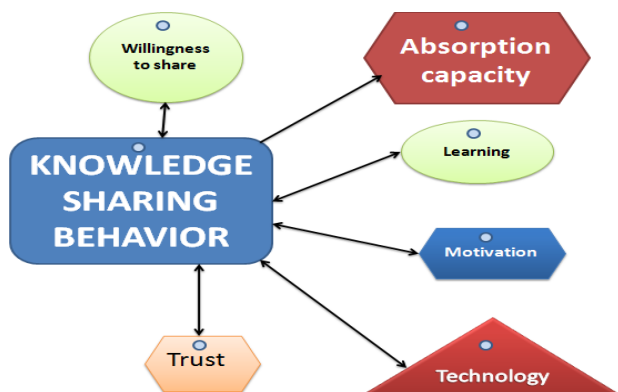 Willingness
to share
Absorption
capacity
KNOWLEDGE
SHARING
BEHAVIOR
Learning
Motivation
Trust
Technology